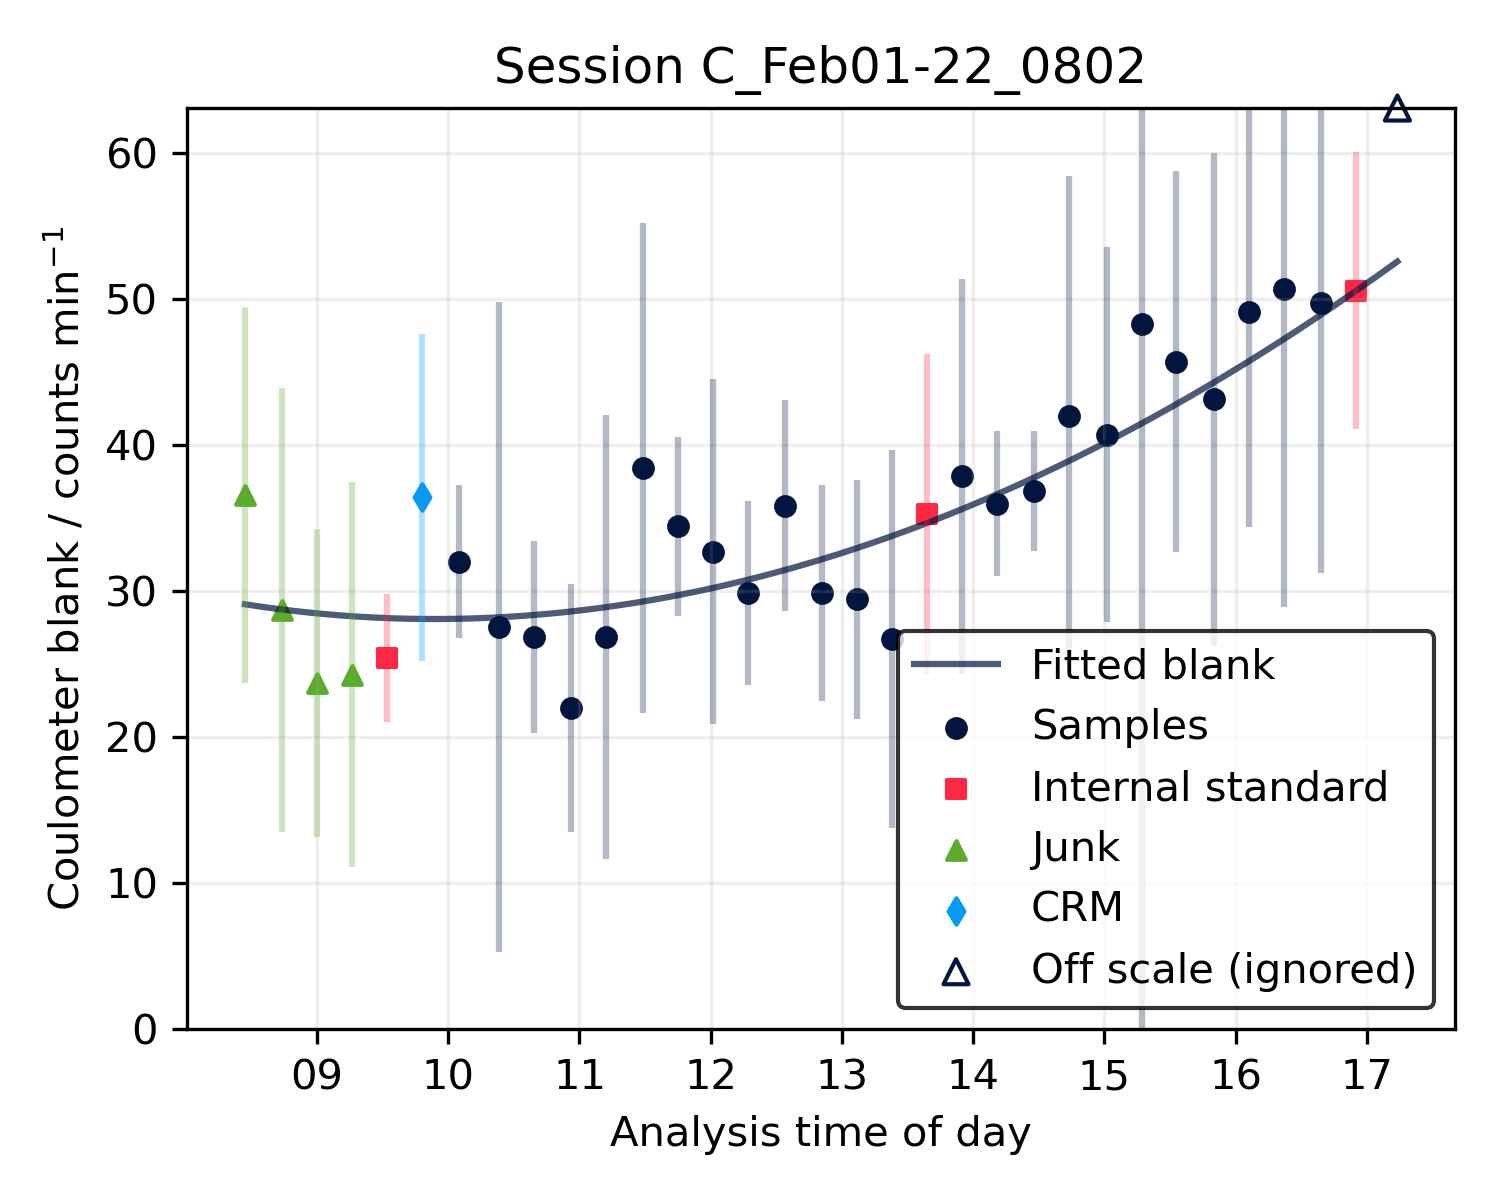 Session C_Feb01-22_0802
Coulometer blank / counts min⁻¹
60
50
40
30
20
10
0
09 10 11 12 13 14 15 16 17
Analysis time of day
Fitted blank
Samples
Internal standard
Junk
CRM
Off scale (ignored)